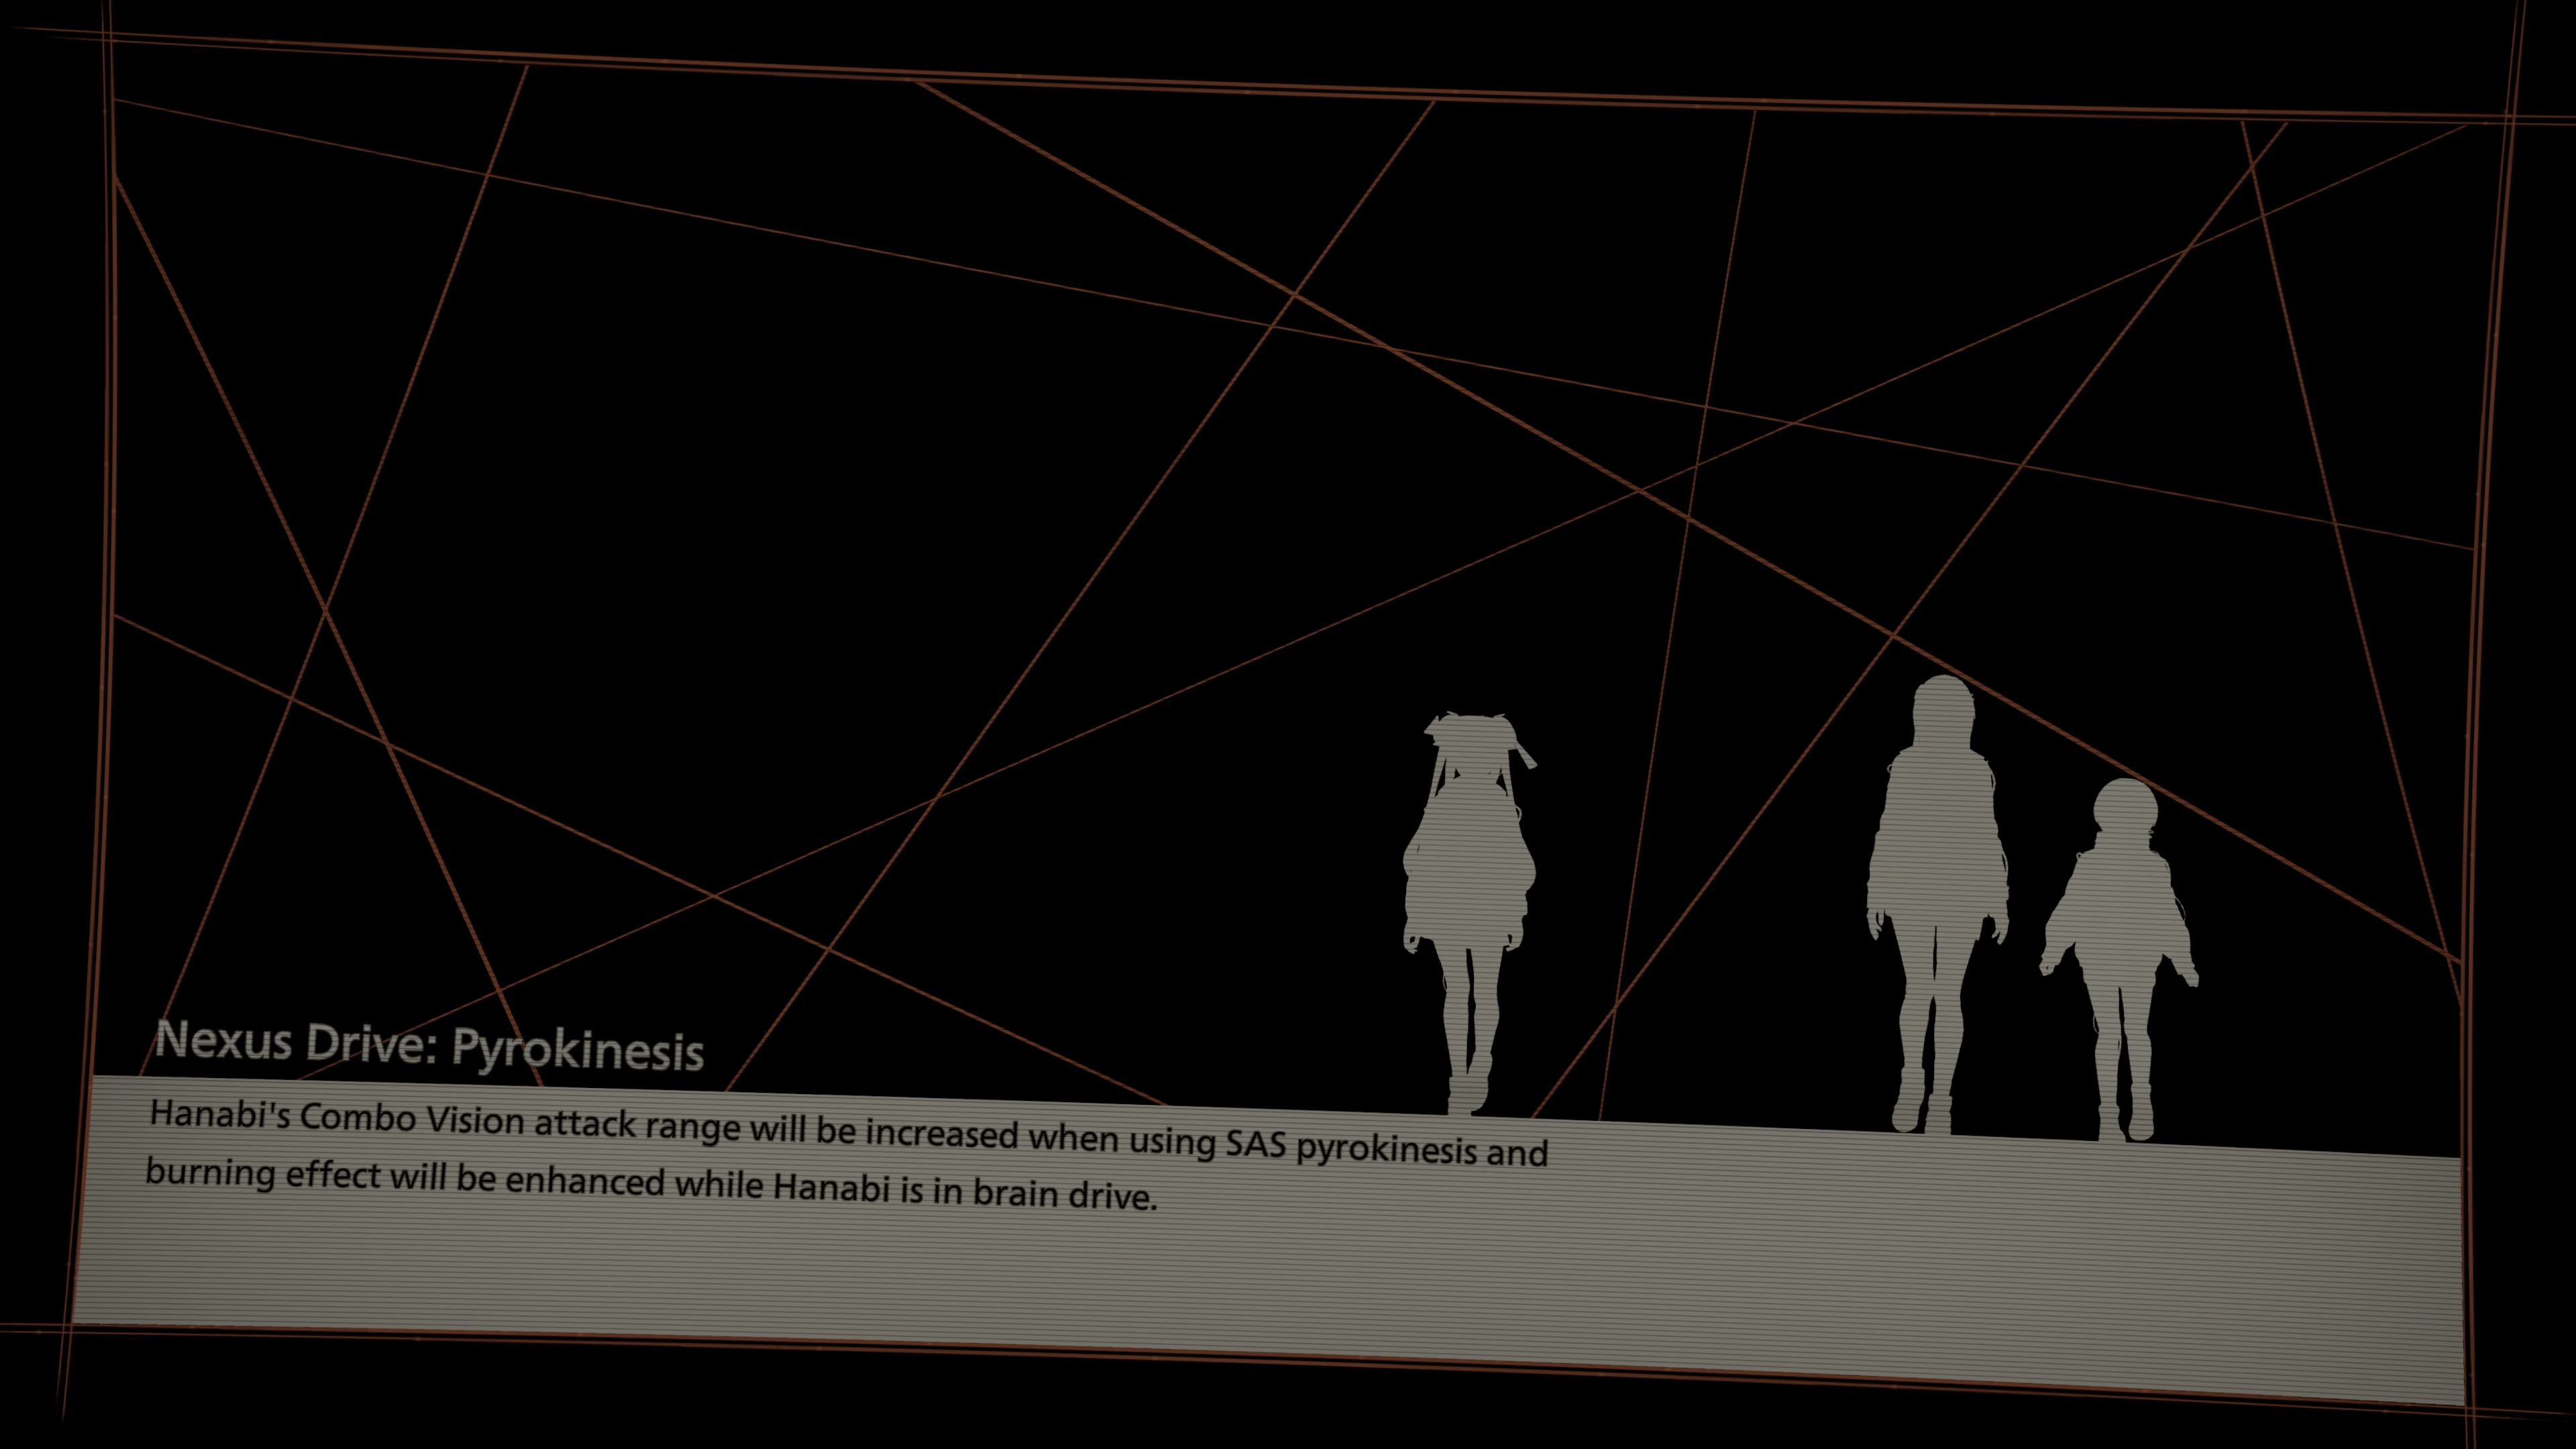 Nexus Drive: Pyrokinesis
Hanabi's Combo Vision attack range will be increased when using SAS pyrokinesis and
burning effect will be enhanced while Hanabi is in brain drive.